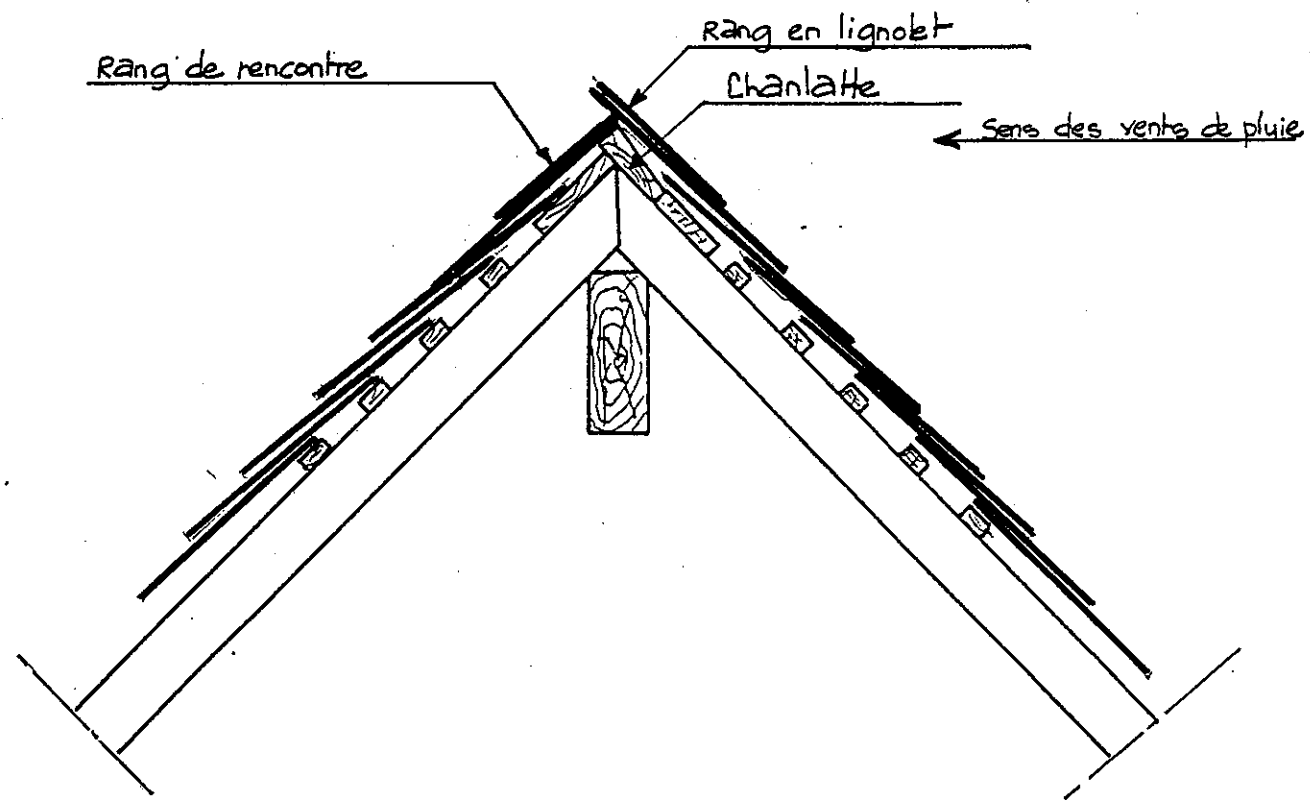 Rang en lignolet
Rang de rencontre
Chanlatte
Sens des vents de pluie